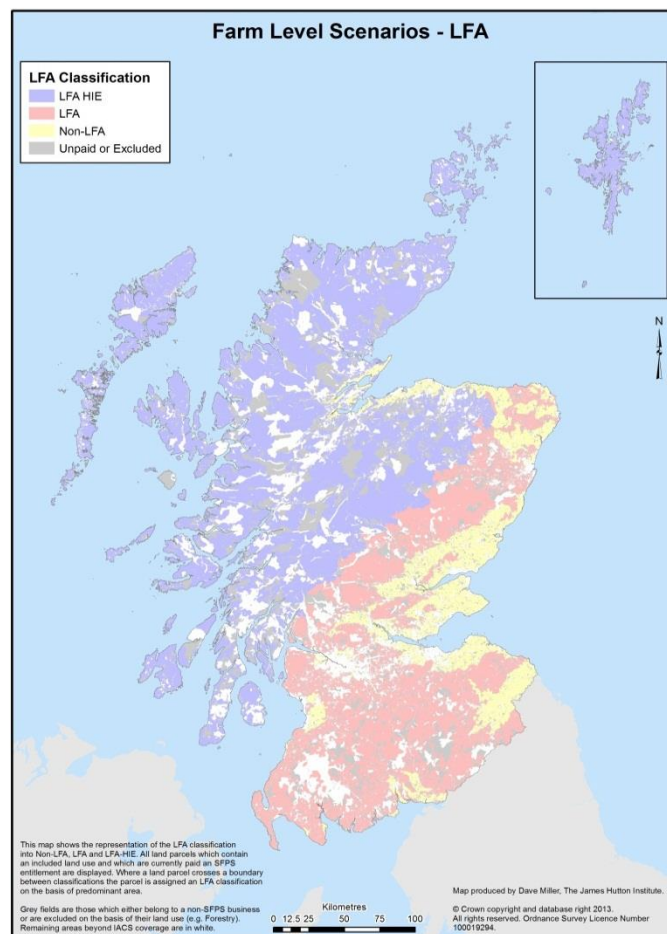 Farm Level Scenarios - LFA
LFA Classification
LFA HIE
LFA
Non-LFA
Unpaid or Excluded
N
This map shows the representation of the LFA classification
into Non-LFA, LFA and LFA-HIE. All land parcels which contain
an included land use and which are currently paid an SFPS
entitlement are displayed. Where a land parcel crosses a boundary
between classifications the parcel is assigned an LFA classification
on the basis of predominant area.
Grey fields are those which either belong to a non-SFPS business
or are excluded on the basis of their land use (e.g. Forestry).
Remaining areas beyond IACS coverage are in white.
Kilometres
0 12.5 25 50 75 100
Map produced by Dave Miller, The James Hutton Institute.
© Crown copyright and database right 2013.
All rights reserved. Ordnance Survey Licence Number
100019294.